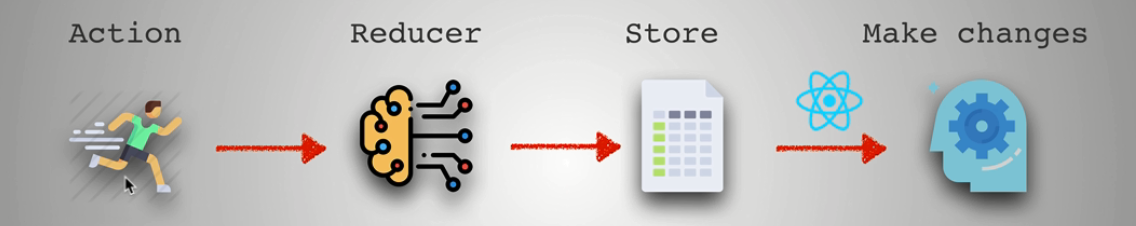 Action
Reducer
Store
Make changes